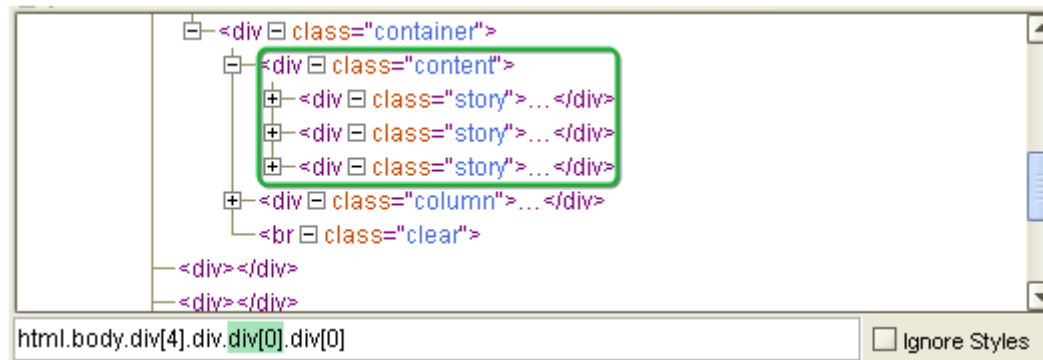 <div class="container">
<div class="content">
<div class="story">...</div>
<div class="story">...</div>
<div class="story">...</div>
<div class="column">...</div>
<br class="clear">
<div></div>
<div></div>
html.body.div[4].div.div[0].div[0]
Ignore Styles